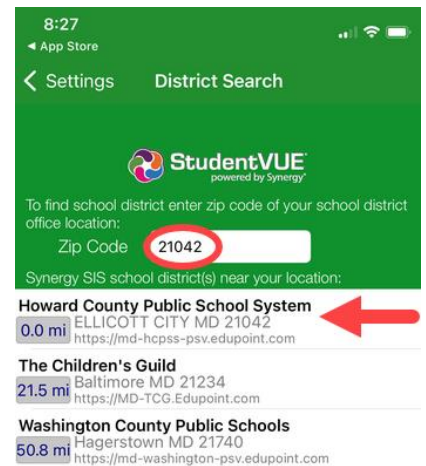 8:27
◄ App Store
Settings District Search
StudentVUE
powered by Synergy
To find school district enter zip code of your school district
office location:
Zip Code 21042
Synergy SIS school district(s) near your location:
Howard County Public School System
0.0 mi ELLICOTT CITY MD 21042
https://md-hcpss-psv.edupoint.com
The Children's Guild
21.5 mi Baltimore MD 21234
https://MD-TCG.Edupoint.com
Washington County Public Schools
50.8 mi Hagerstown MD 21740
https://md-washington-psv.edupoint.com